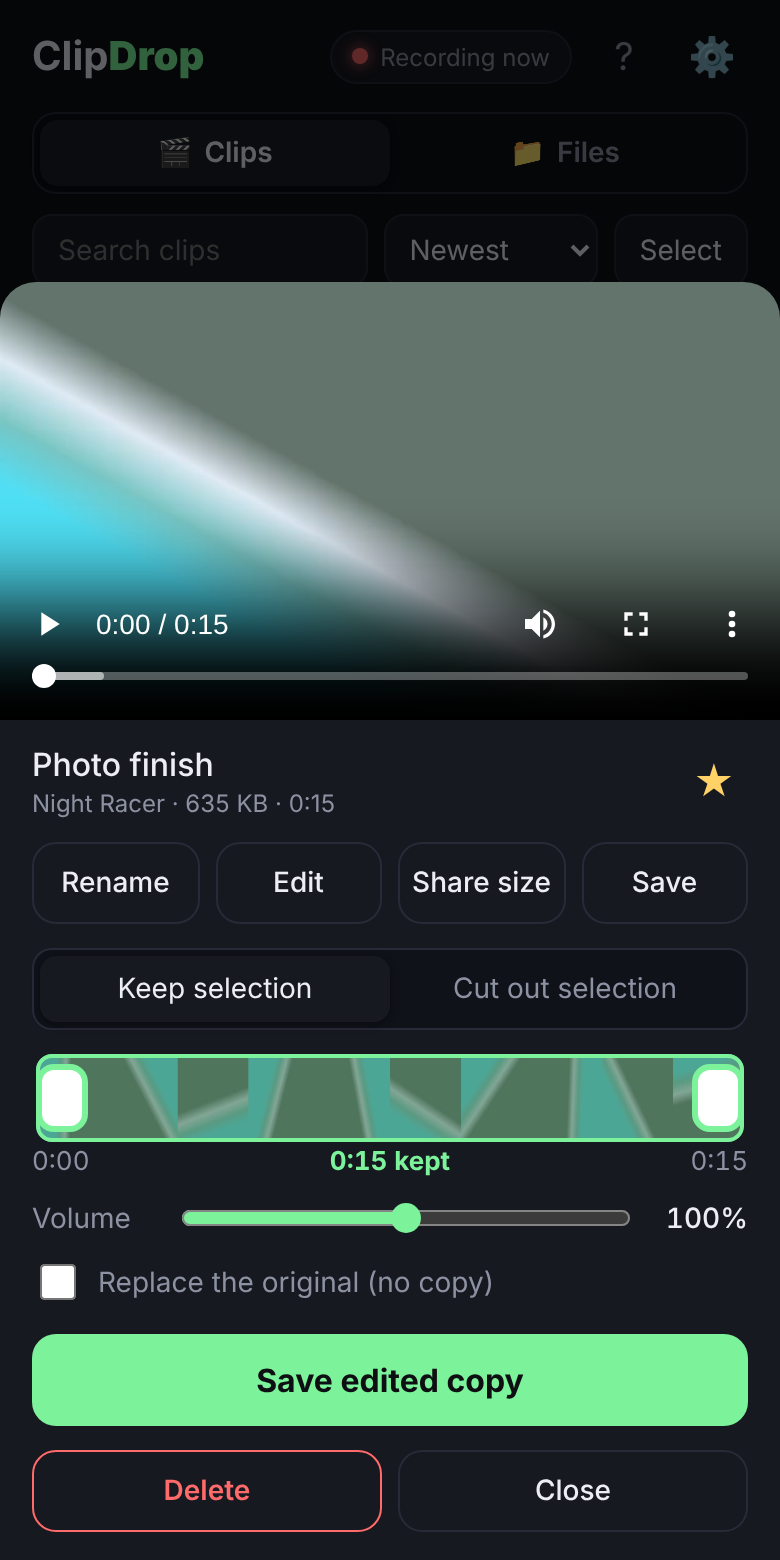 ClipDrop
Recording now
?
Clips
Files
Search clips
Newest
Select
0:00 / 0:15
Photo finish
Night Racer · 635 KB · 0:15
Rename
Edit
Share size
Save
Keep selection
Cut out selection
0:00
0:15 kept
0:15
Volume
100%
Replace the original (no copy)
Save edited copy
Delete
Close